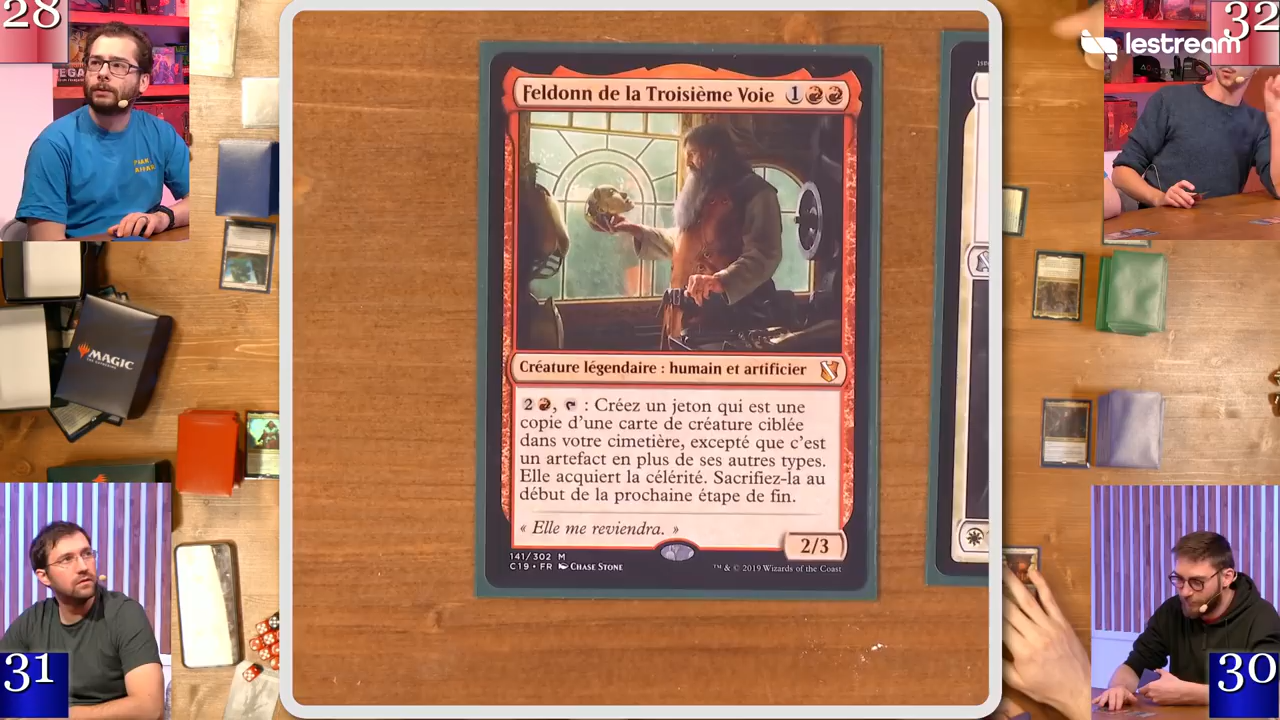 28
32
lestream
Feldonn de la Troisième Voie 1
Créature légendaire : humain et artificier
2 , : Créez un jeton qui est une
copie d'une carte de créature ciblée
dans votre cimetière, excepté que c'est
un artefact en plus de ses autres types.
Elle acquiert la célérité. Sacrifiez-la au
début de la prochaine étape de fin.
« Elle me reviendra. »
2/3
141/302 M
C19 • FR CHASE STONE
™ & © 2019 Wizards of the Coast
MAGIC
31
30